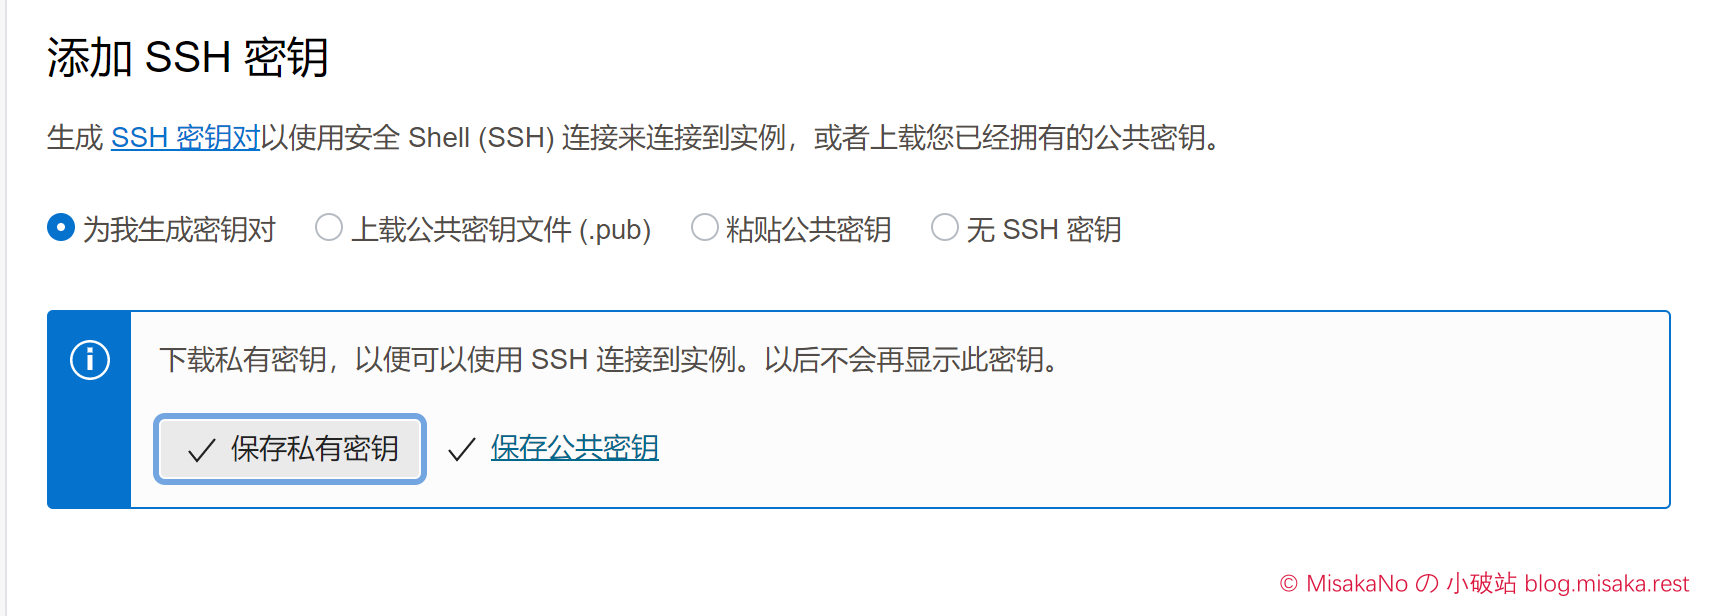 添加 SSH 密钥
生成 SSH 密钥对以使用安全 Shell (SSH) 连接来连接到实例，或者上载您已经拥有的公共密钥。
为我生成密钥对 上载公共密钥文件 (.pub) 粘贴公共密钥 无 SSH 密钥
下载私有密钥，以便可以使用 SSH 连接到实例。以后不会再显示此密钥。
保存私有密钥 保存公共密钥
© MisakaNo の 小破站 blog.misaka.rest